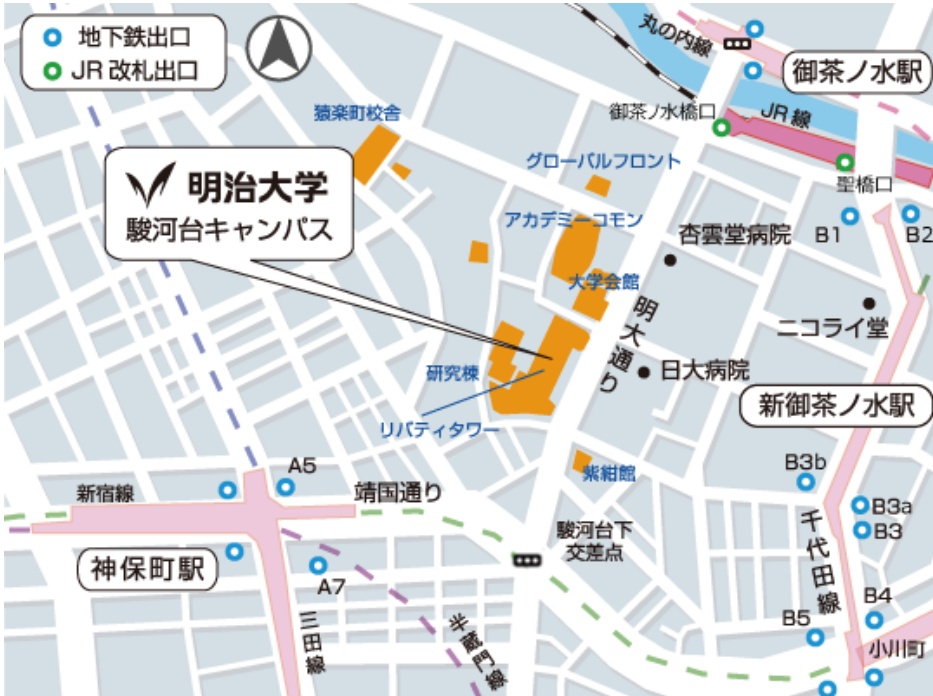 地下鉄出口
JR 改札出口
丸の内線
御茶ノ水駅
御茶ノ水橋口
JR 線
聖橋口
猿楽町校舎
グローバルフロント
明治大学
駿河台キャンパス
アカデミーコモン
杏雲堂病院
B1
B2
大学会館
明大通り
ニコライ堂
研究棟
日大病院
リバティタワー
新御茶ノ水駅
紫紺館
B3b
A5
新宿線
靖国通り
B3a
B3
千代田線
駿河台下
交差点
神保町駅
A7
三田線
半蔵門線
B4
B5
小川町